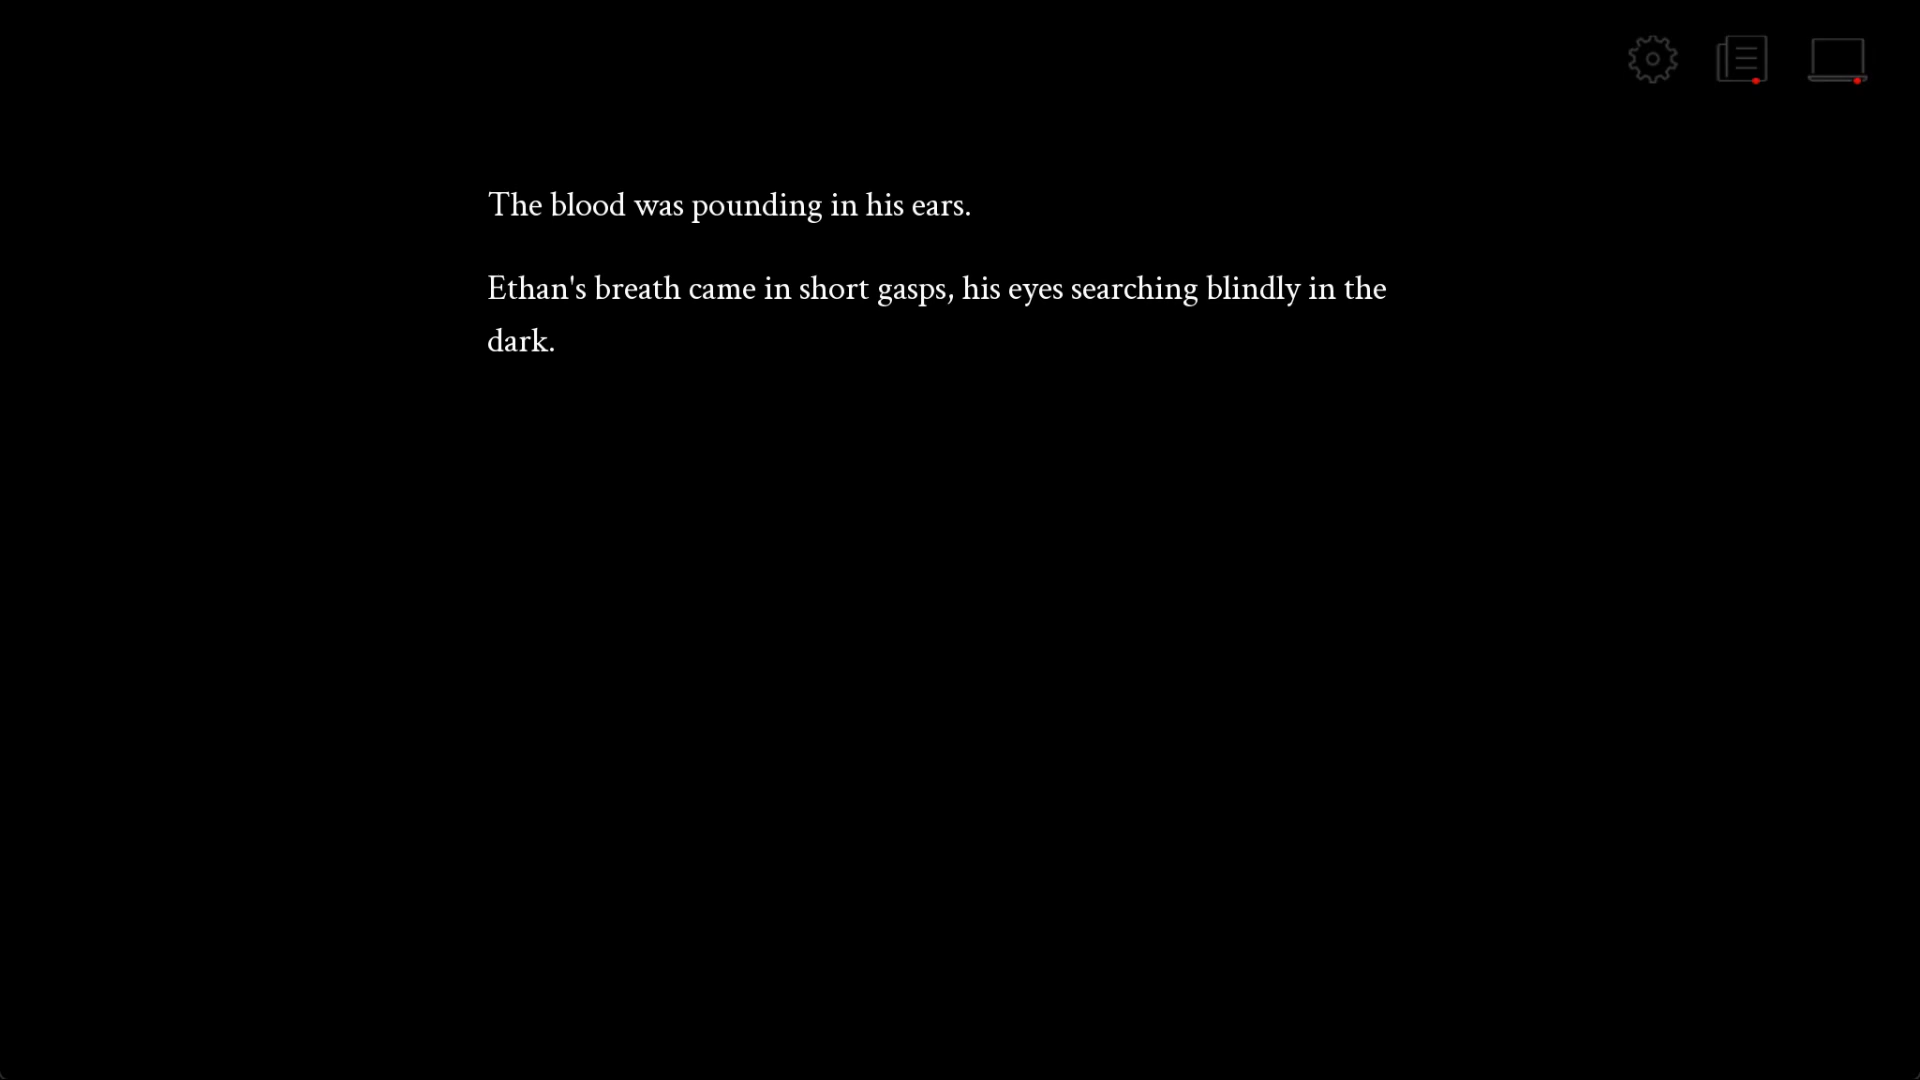 The blood was pounding in his ears.
Ethan's breath came in short gasps, his eyes searching blindly in the
dark.